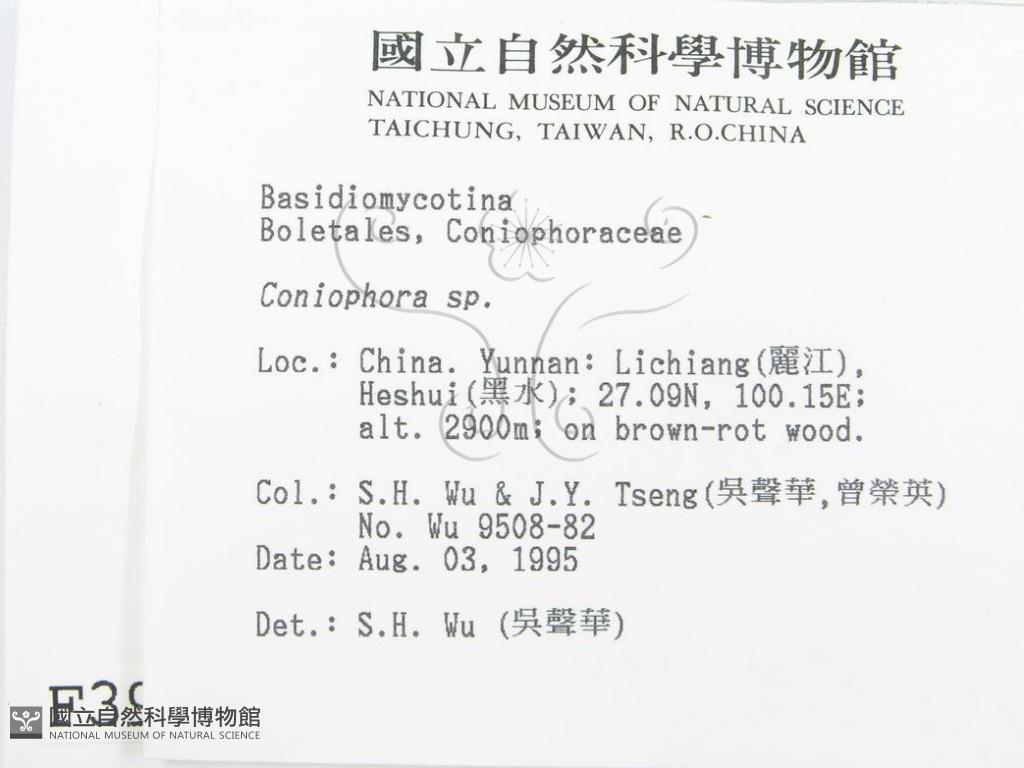 國立自然科學博物館
NATIONAL MUSEUM OF NATURAL SCIENCE
TAICHUNG, TAIWAN, R.O.CHINA
Basidiomycotina
Boletales, Coniophoraceae
Coniophora sp.
Loc.: China. Yunnan: Lichiang(麗江),
Heshui(黑水); 27.09N, 100.15E;
alt. 2900m; on brown-rot wood.
Col.: S.H. Wu & J.Y. Tseng(吳聲華,曾榮英)
No. Wu 9508-82
Date: Aug. 03, 1995
Det.: S.H. Wu (吳聲華)
國立自然科學博物館
NATIONAL MUSEUM OF NATURAL SCIENCE